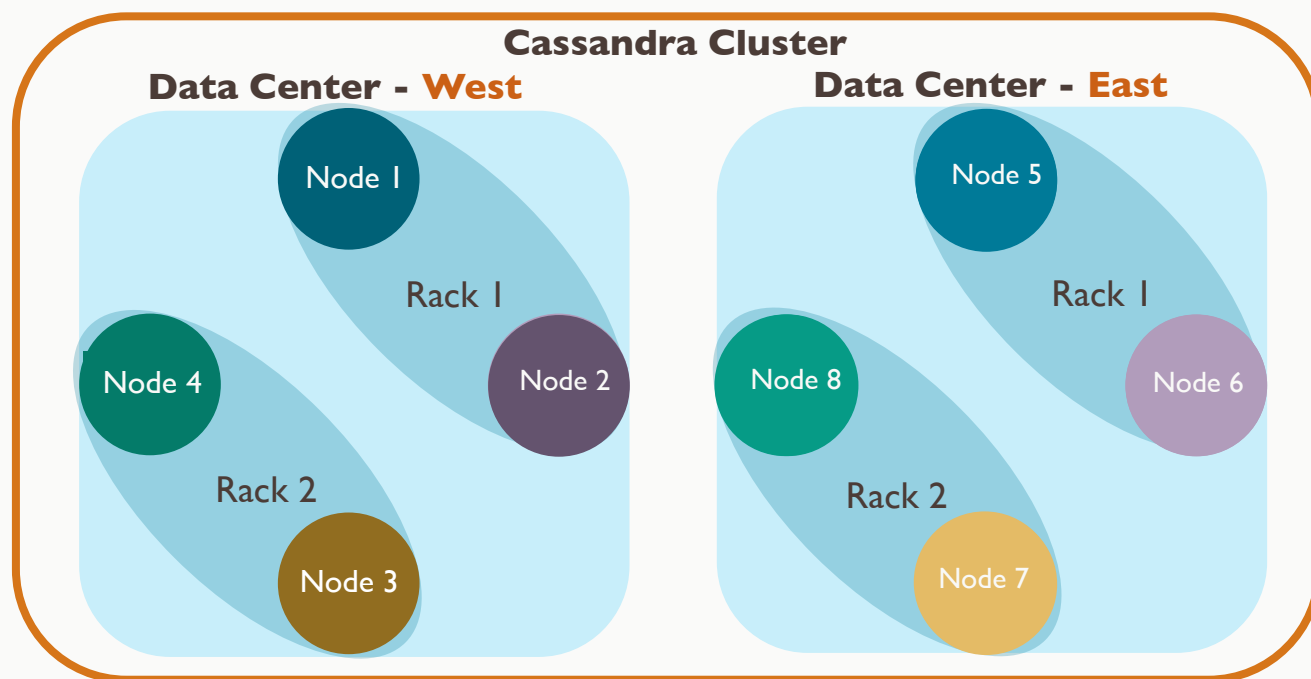 Cassandra Cluster
Data Center - West
Data Center - East
Node 1
Node 5
Rack 1
Rack 1
Node 4
Node 2
Node 8
Node 6
Rack 2
Rack 2
Node 3
Node 7